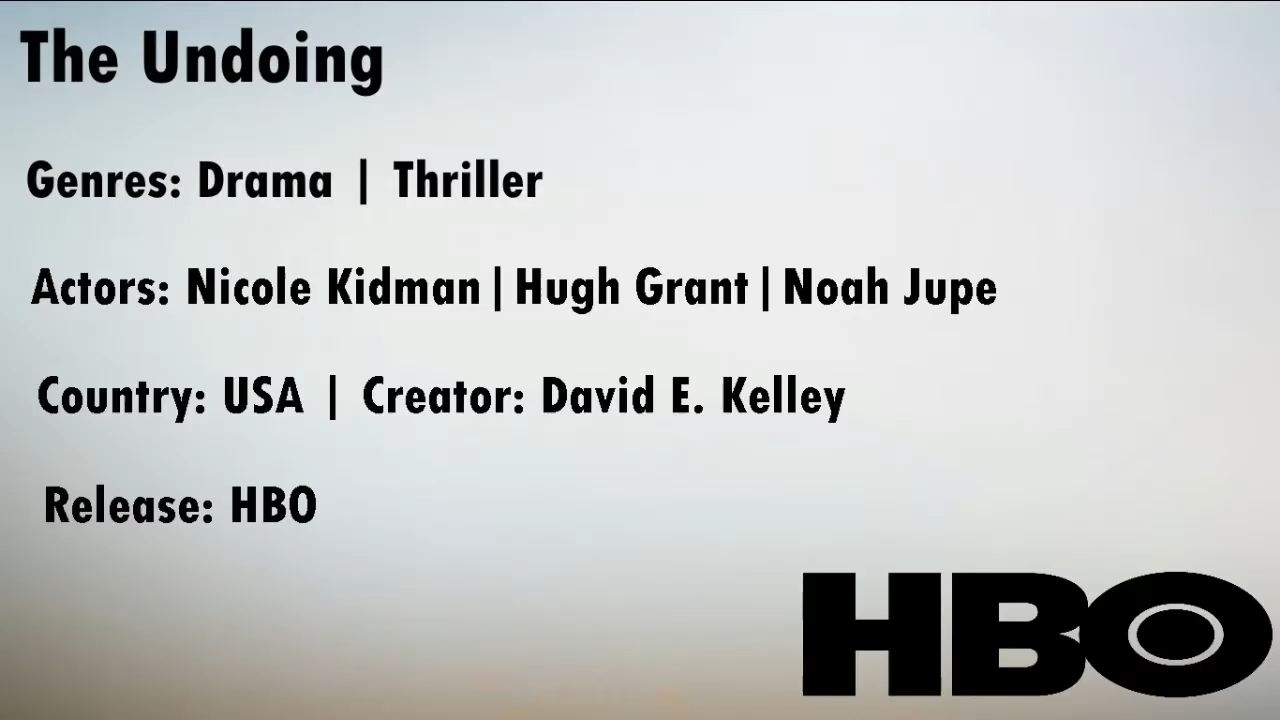 The Undoing
Genres: Drama | Thriller
Actors: Nicole Kidman|Hugh Grant|Noah Jupe
Country: USA | Creator: David E. Kelley
Release: HBO
HBO